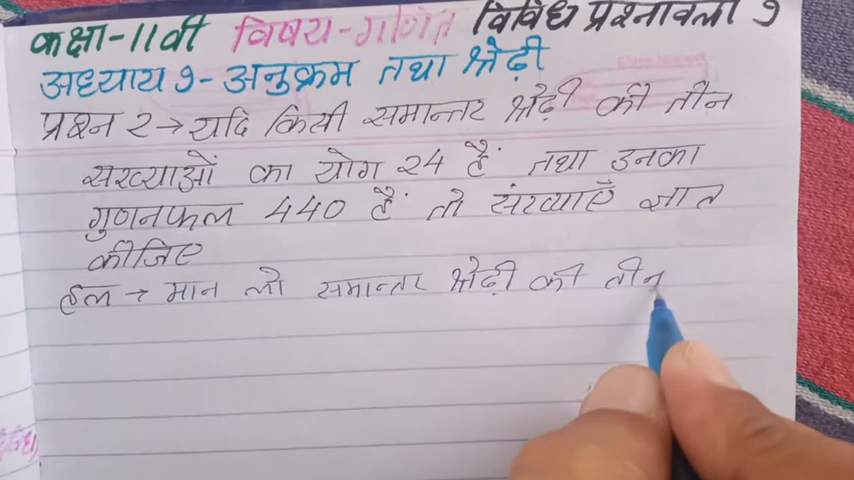 कक्षा-11वी विषय-गणित विविध प्रश्नावली 9
अध्याय 9-अनुक्रम तथा श्रेढ़ी
प्रश्न 2→ यदि किसी समान्तर श्रेढ़ी की तीन
संख्याओं का योग 24 हैं तथा उनका
गुणनफल 440 हैं तो संख्याएँ ज्ञात
कीजिए
हल → मान लो समान्तर श्रेढ़ी की तीन